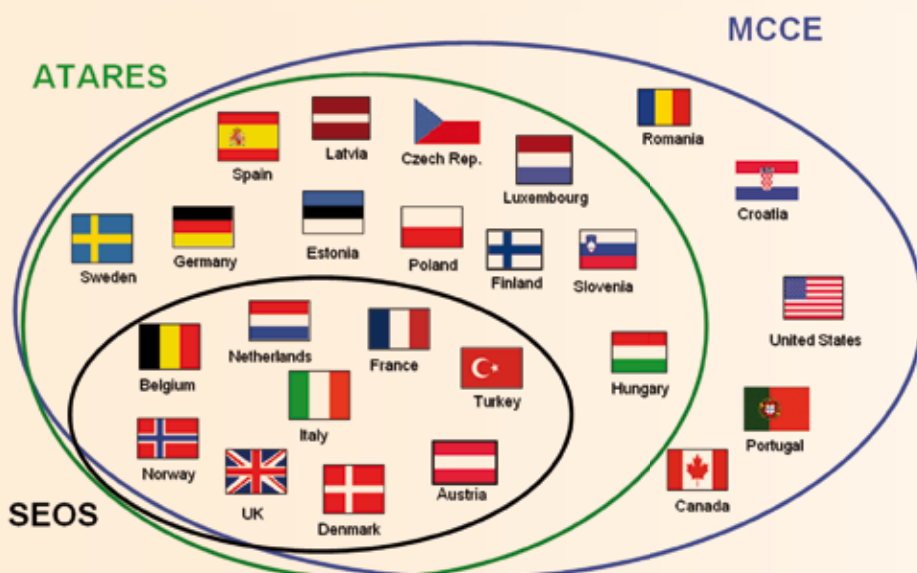 MCCE
ATARES
Spain
Latvia
Czech Rep.
Romania
Luxembourg
Croatia
Sweden
Germany
Estonia
Poland
Finland
Slovenia
United States
Belgium
Netherlands
France
Turkey
Hungary
Italy
Portugal
Norway
UK
Denmark
Austria
Canada
SEOS